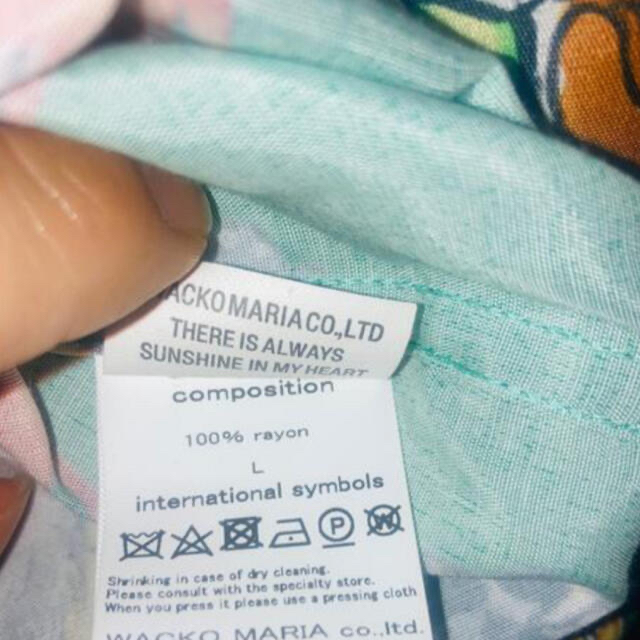 WACKO MARIA CO.,LTD
THERE IS ALWAYS
SUNSHINE IN MY HEART
composition
100% rayon
L
international symbols
P W
Shrinking in case of dry cleaning.
Please consult with the specialty store.
When you press it please use a pressing cloth
WACKO MARIA co.,ltd.